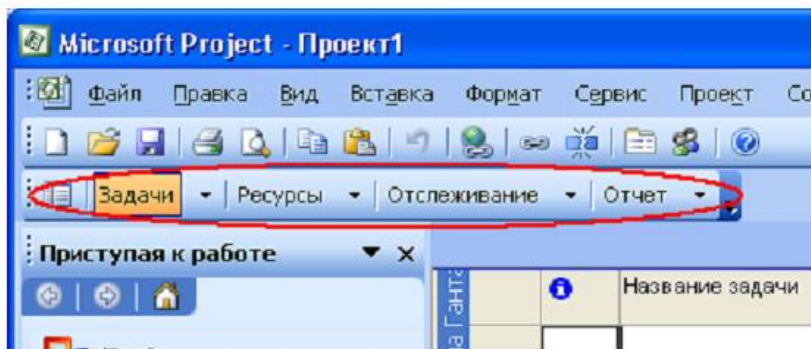 Microsoft Project - Проект1
Файл Правка Вид Вставка Формат Сервис Проект
Задачи Ресурсы Отслеживание Отчет
Приступая к работе
Название задачи